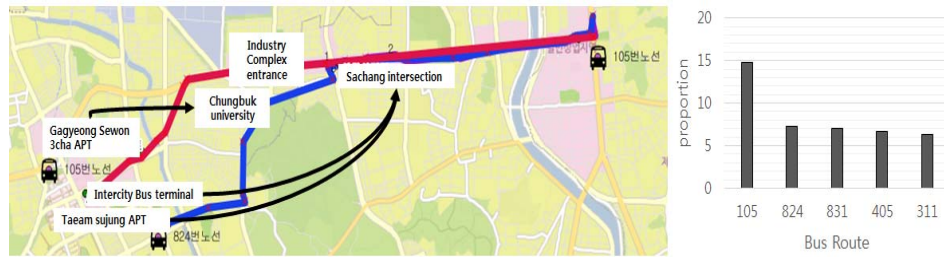 Industry
Complex
entrance
1
2
Sachang intersection
105번노선
Chungbuk
university
Gagyeong Sewon
3cha APT
105번노선
Intercity Bus terminal
Taeam sujung APT
824번노선
proportion
20
15
10
5
0
105
824
831
405
311
Bus Route